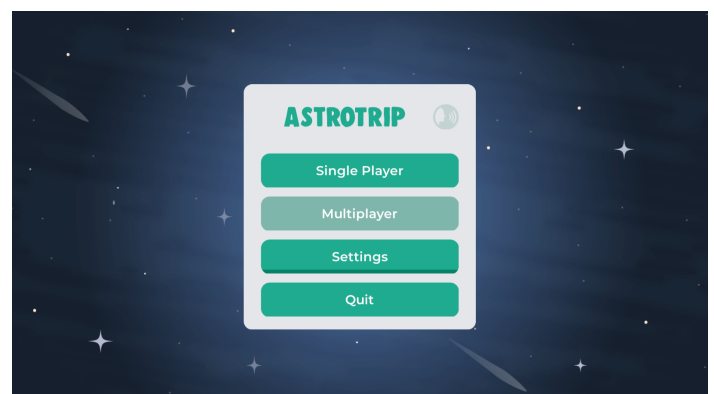 ASTROTRIP
Single Player
Multiplayer
Settings
Quit